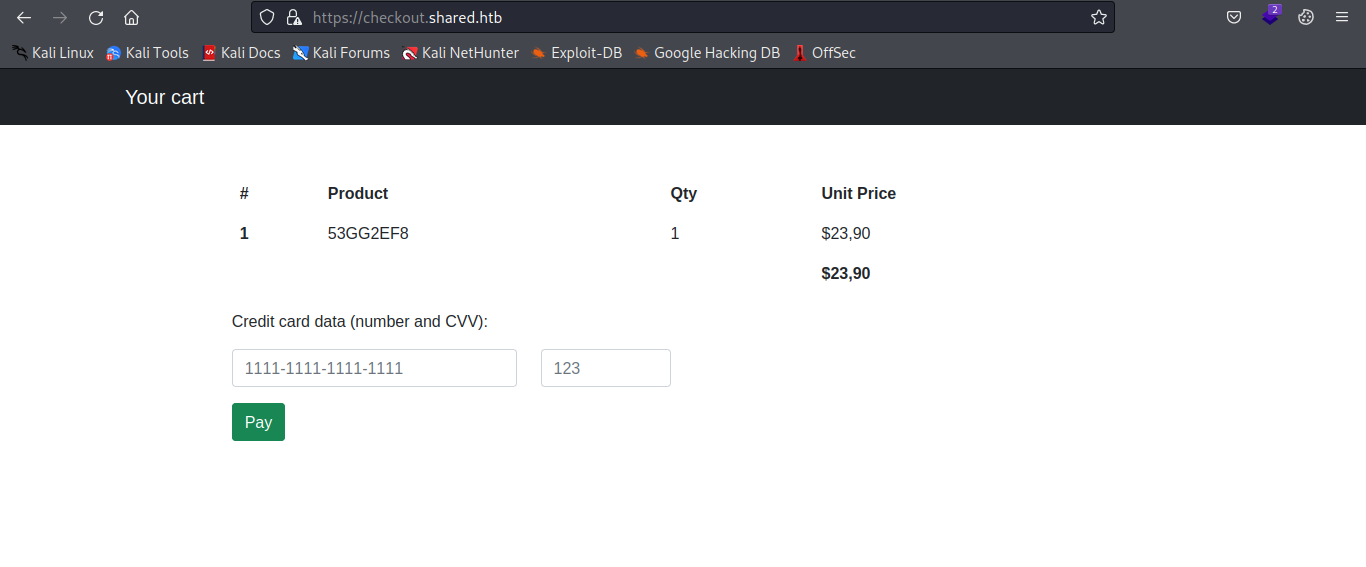 https://checkout.shared.htb
2
Kali Linux Kali Tools Kali Docs Kali Forums Kali NetHunter Exploit-DB Google Hacking DB OffSec
Your cart
# Product Qty Unit Price
1 53GG2EF8 1 $23,90
$23,90
Credit card data (number and CVV):
1111-1111-1111-1111 123
Pay